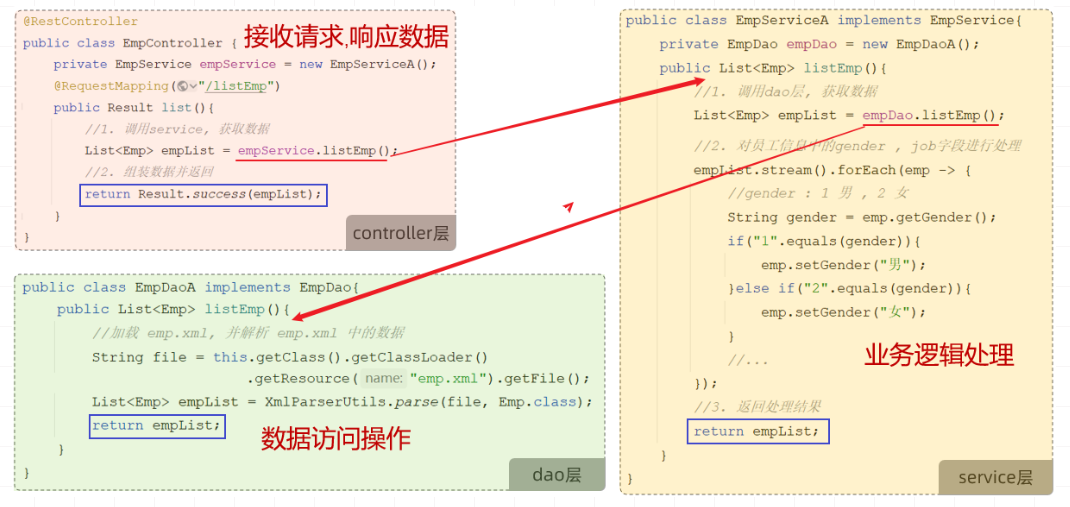 @RestController
public class EmpController {
接收请求,响应数据
private EmpService empService = new EmpServiceA();
@RequestMapping("/listEmp")
public Result list(){
//1. 调用service, 获取数据
List<Emp> empList = empService.listEmp();
//2. 组装数据并返回
return Result.success(empList);
}
}
controller层
public class EmpDaoA implements EmpDao{
public List<Emp> listEmp(){
//加载 emp.xml, 并解析 emp.xml 中的数据
String file = this.getClass().getClassLoader()
.getResource( name: "emp.xml").getFile();
List<Emp> empList = XmlParserUtils.parse(file, Emp.class);
return empList;
数据访问操作
}
}
dao层
public class EmpServiceA implements EmpService{
private EmpDao empDao = new EmpDaoA();
public List<Emp> listEmp(){
//1. 调用dao层, 获取数据
List<Emp> empList = empDao.listEmp();
//2. 对员工信息中的gender , job字段进行处理
empList.stream().forEach(emp -> {
//gender : 1 男 , 2 女
String gender = emp.getGender();
if("1".equals(gender)){
emp.setGender("男");
}else if("2".equals(gender)){
emp.setGender("女");
}
//...
业务逻辑处理
});
//3. 返回处理结果
return empList;
}
}
service层